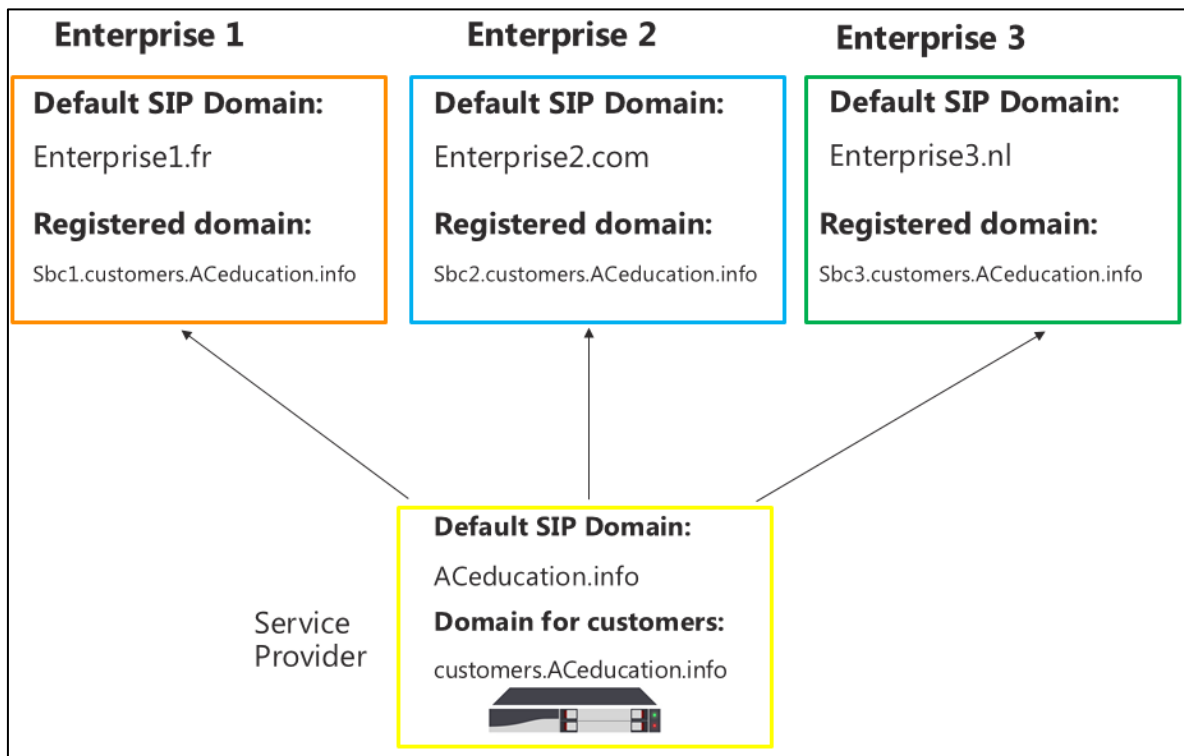 Enterprise 1
Default SIP Domain:
Enterprise1.fr
Registered domain:
Sbc1.customers.ACeducation.info
Enterprise 2
Default SIP Domain:
Enterprise2.com
Registered domain:
Sbc2.customers.ACeducation.info
Enterprise 3
Default SIP Domain:
Enterprise3.nl
Registered domain:
Sbc3.customers.ACeducation.info
Service
Provider
Default SIP Domain:
ACeducation.info
Domain for customers:
customers.ACeducation.info